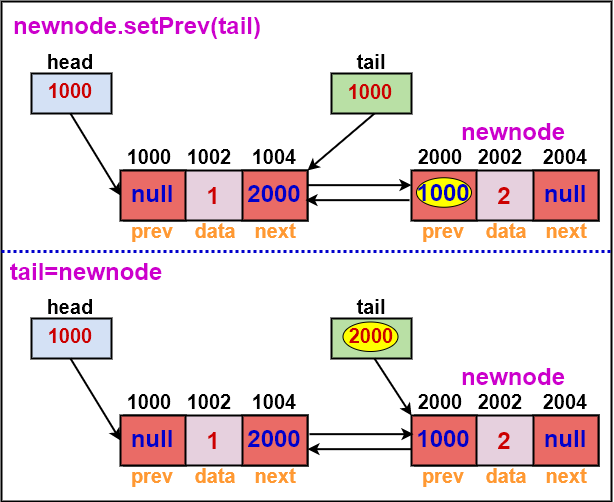 newnode.setPrev(tail)
head tail
1000 1000
newnode
1000 1002 1004 2000 2002 2004
null 1 2000 1000 2 null
prev data next prev data next
tail=newnode
head tail
1000 2000
newnode
1000 1002 1004 2000 2002 2004
null 1 2000 1000 2 null
prev data next prev data next